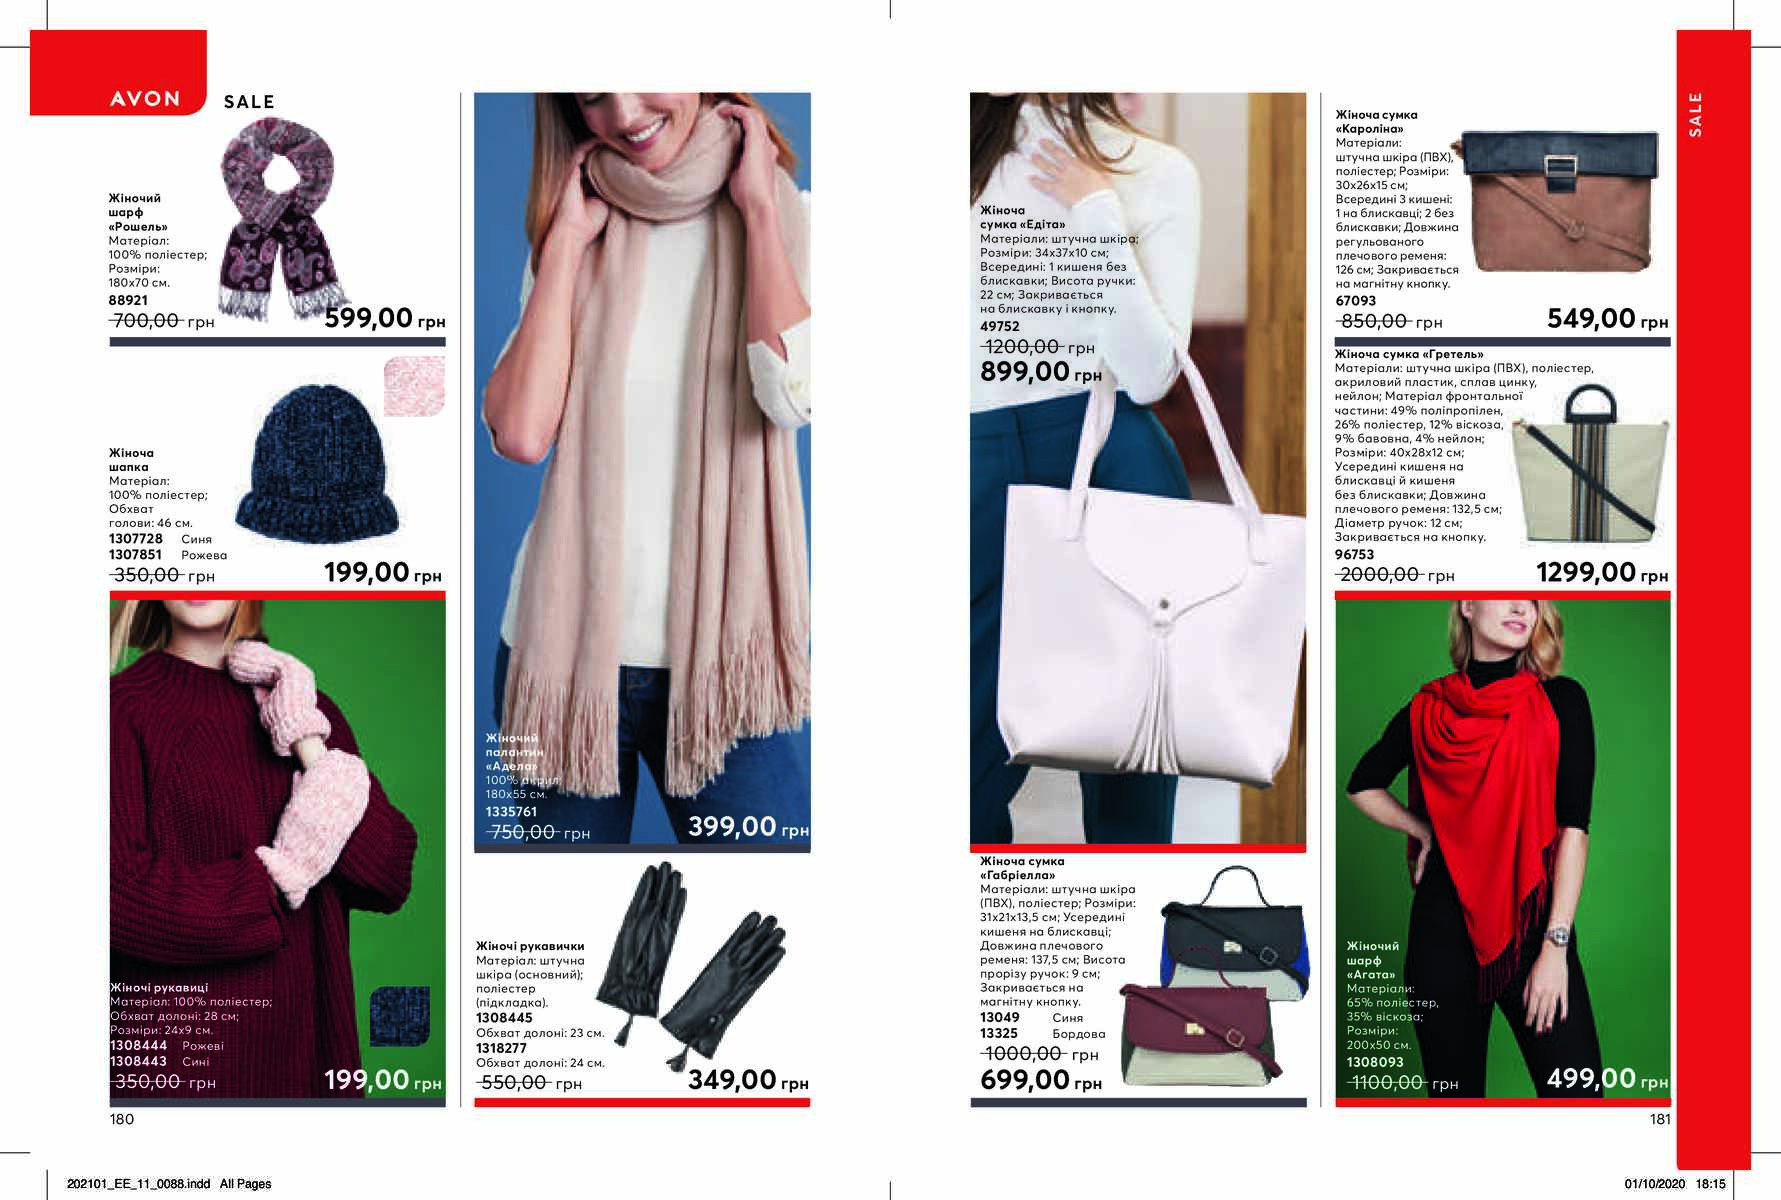 AVON
SALE
Жіночий
шарф
«Рошель»
Матеріал:
100% поліестер;
Розміри:
180х70 см.
88921
700,00 грн
599,00 грн
Жіноча
шапка
Матеріал:
100% поліестер;
Обхват
голови: 46 см.
1307728 Синя
1307851 Рожева
350,00 грн
199,00 грн
Жіночі рукавиці
Матеріал: 100% поліестер;
Обхват долоні: 28 см;
Розміри: 24х9 см.
1308444 Рожеві
1308443 Сині
350,00 грн
199,00 грн
180
Жіночий
палантин
«Адела»
100% акрил;
180х55 см.
1335761
750,00 грн
399,00 грн
Жіночі рукавички
Матеріал: штучна
шкіра (основний);
поліестер
(підкладка).
1308445
Обхват долоні: 23 см.
1318277
Обхват долоні: 24 см.
550,00 грн
349,00 грн
Жіноча
сумка «Едіта»
Матеріали: штучна шкіра;
Розміри: 34х37х10 см;
Всередині: 1 кишеня без
блискавки; Висота ручки:
22 см; Закривається
на блискавку і кнопку.
49752
1200,00 грн
899,00 грн
Жіноча сумка
«Габріелла»
Матеріали: штучна шкіра
(ПВХ), поліестер; Розміри:
31х21х13,5 см; Усередині
кишеня на блискавці;
Довжина плечового
ременя: 137,5 см; Висота
прорізу ручок: 9 см;
Закривається на
магнітну кнопку.
13049 Синя
13325 Бордова
1000,00 грн
699,00 грн
Жіноча сумка
«Кароліна»
Матеріали:
штучна шкіра (ПВХ),
поліестер; Розміри:
30х26х15 см;
Всередині 3 кишені:
1 на блискавці; 2 без
блискавки; Довжина
регульованого
плечового ременя:
126 см; Закривається
на магнітну кнопку.
67093
850,00 грн
549,00 грн
Жіноча сумка «Гретель»
Матеріали: штучна шкіра (ПВХ), поліестер,
акриловий пластик, сплав цинку,
нейлон; Матеріал фронтальної
частини: 49% поліпропілен,
26% поліестер, 12% віскоза,
9% бавовна, 4% нейлон;
Розміри: 40х28х12 см;
Усередині кишеня на
блискавці й кишеня
без блискавки; Довжина
плечового ременя: 132,5 см;
Діаметр ручок: 12 см;
Закривається на кнопку.
96753
2000,00 грн
1299,00 грн
Жіночий
шарф
«Агата»
Матеріали:
65% поліестер,
35% віскоза;
Розміри:
200х50 см.
1308093
1100,00 грн
499,00 грн
181
SALE
202101_EE_11_0088.indd All Pages
01/10/2020 18:15